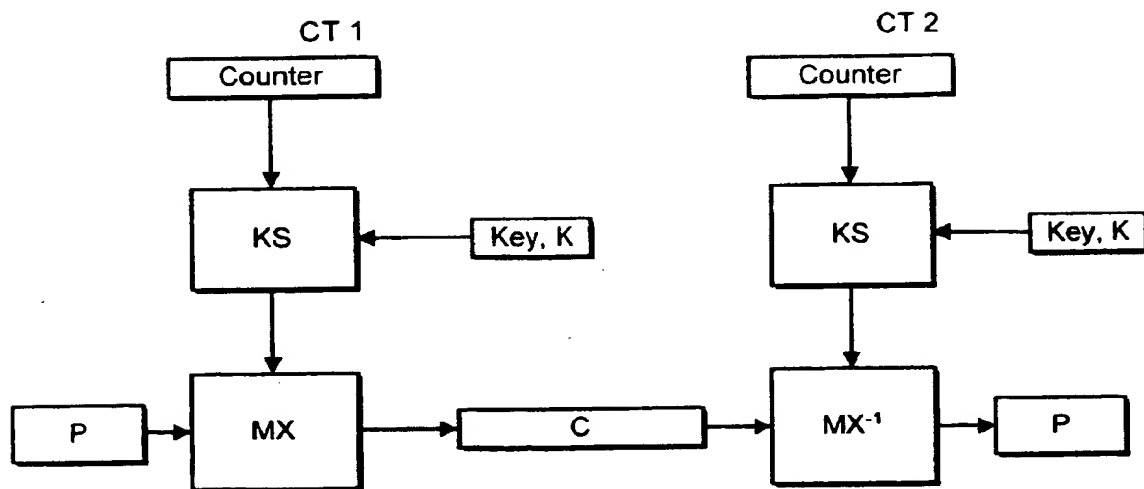 CT 1
CT 2
Counter
Counter
KS
Key, K
KS
Key, K
P
MX
C
MX⁻¹
P